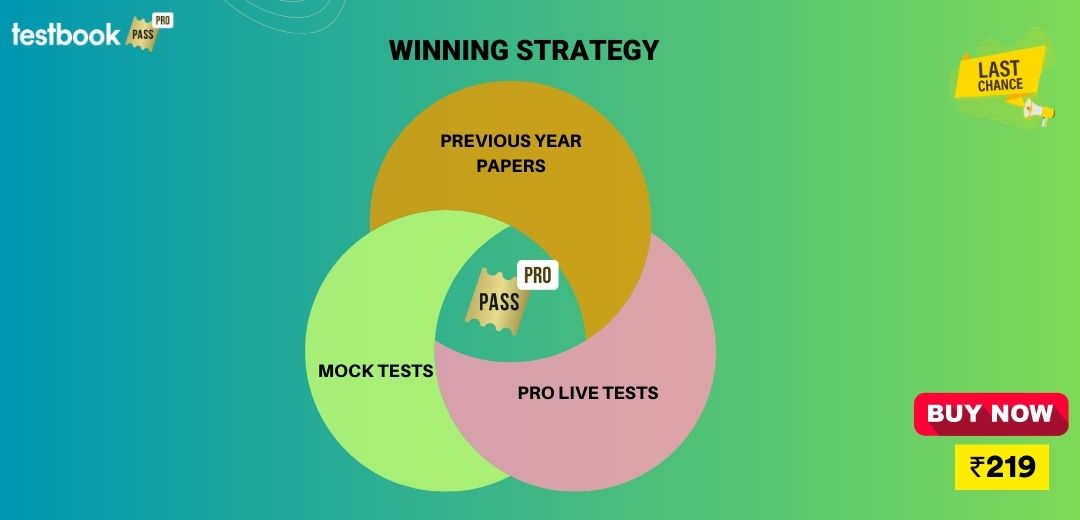 testbook PASS PRO
WINNING STRATEGY
LAST
CHANCE
PREVIOUS YEAR
PAPERS
PASS PRO
MOCK TESTS
PRO LIVE TESTS
BUY NOW
₹219